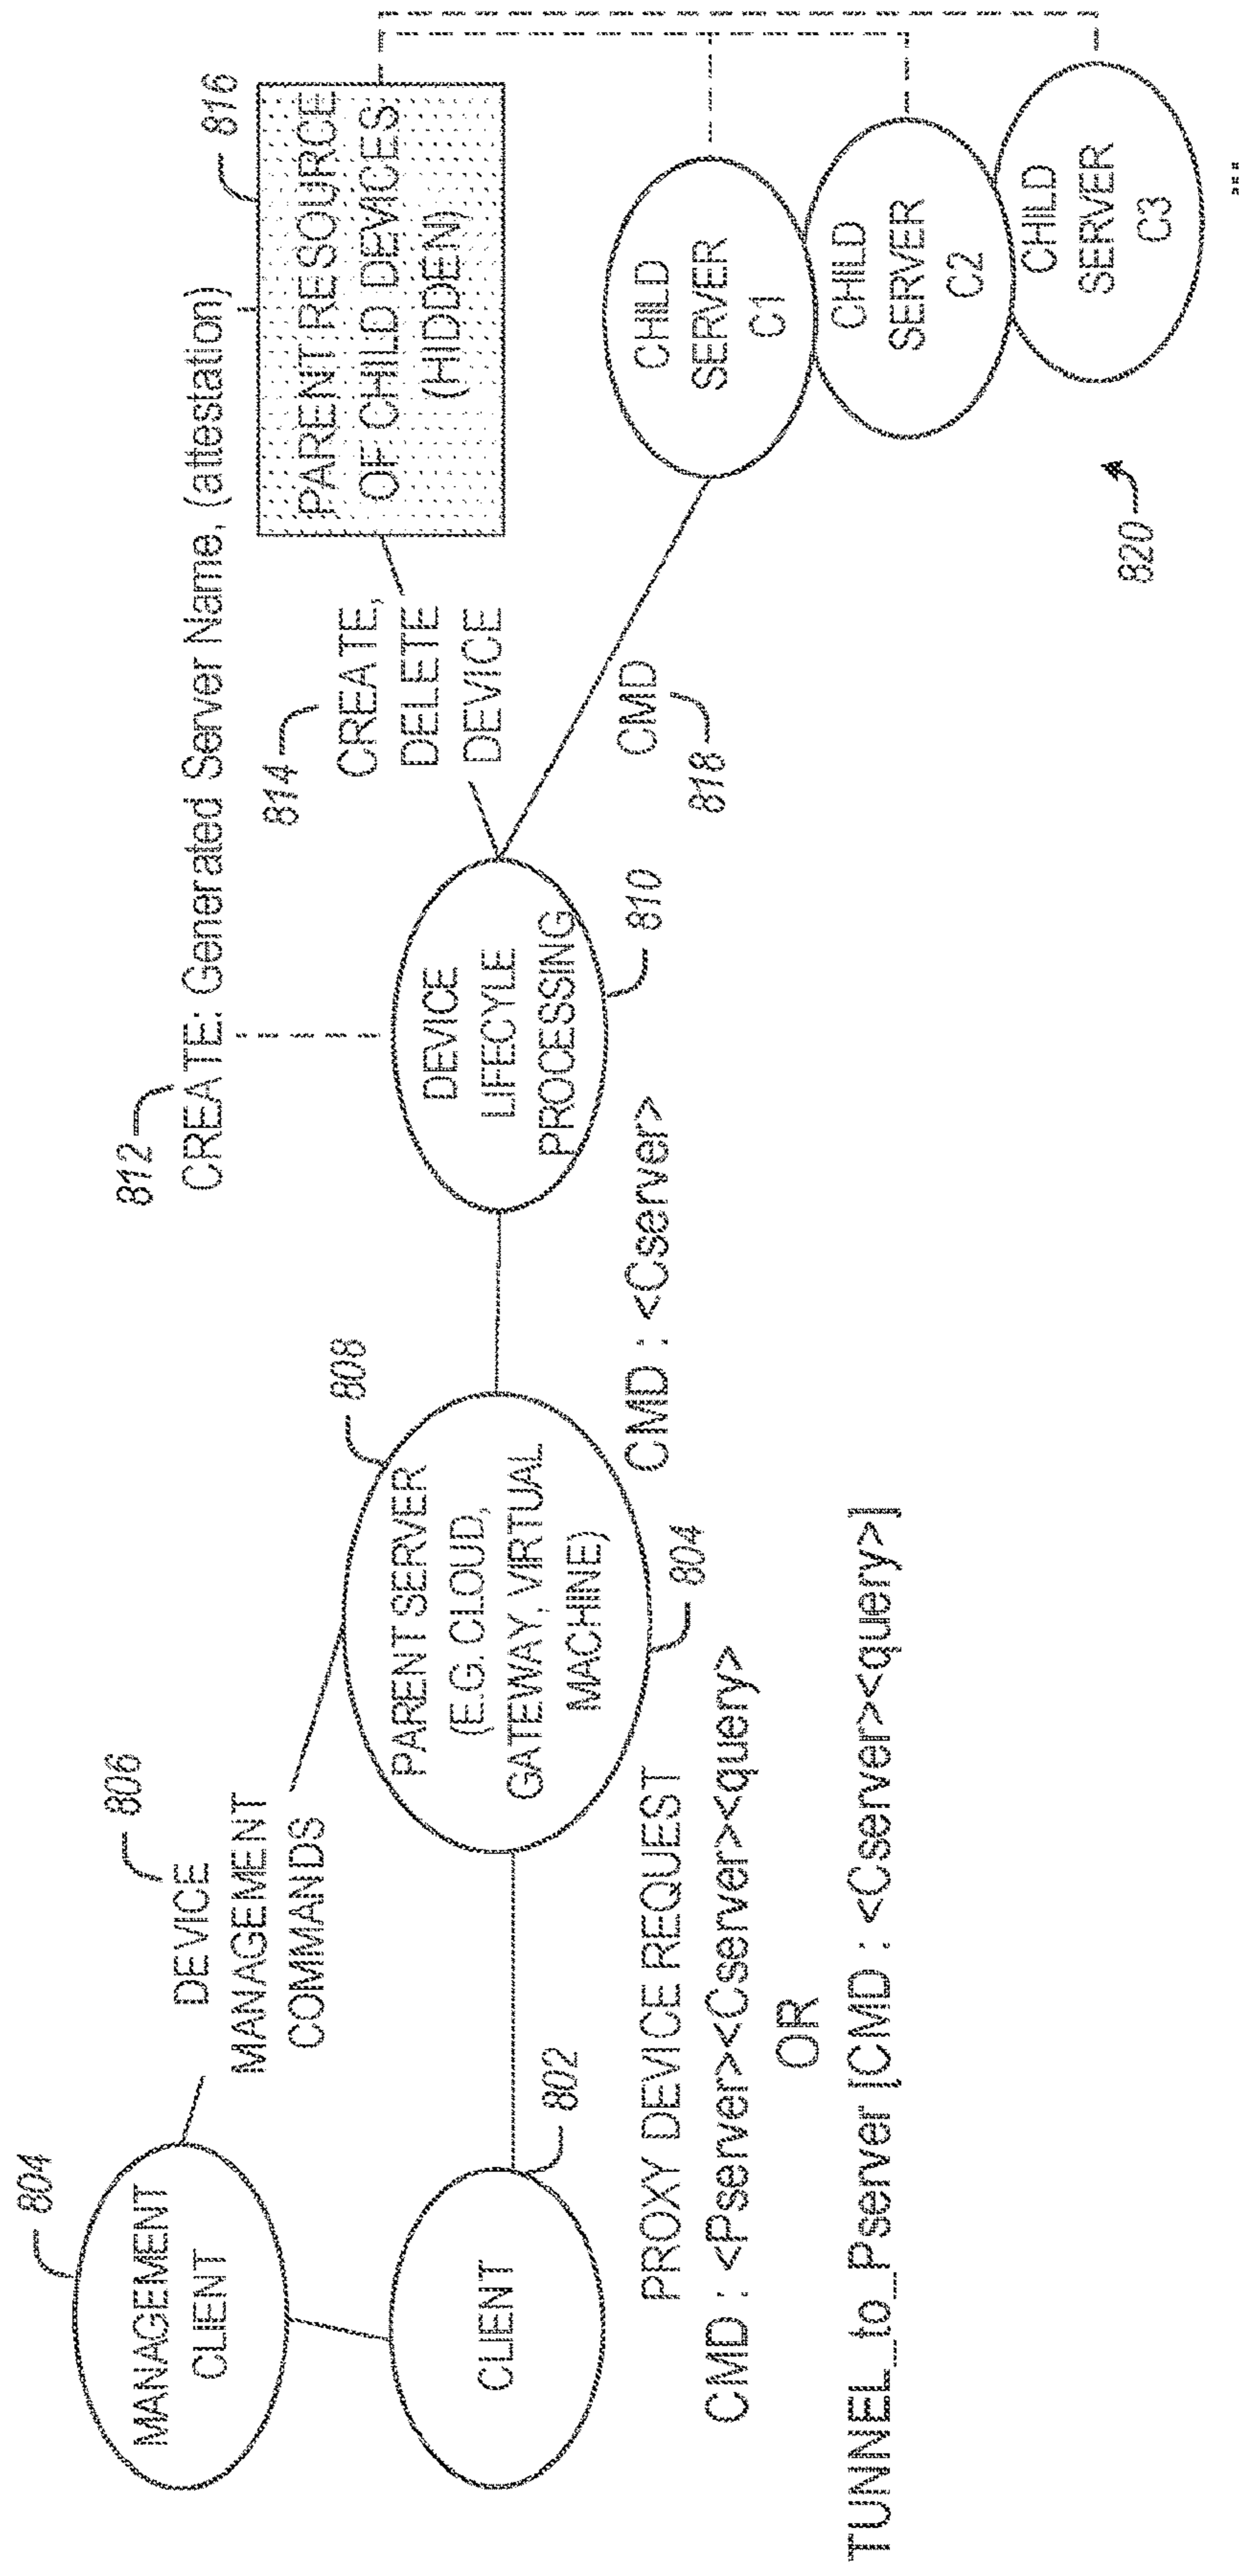 804
MANAGEMENT
CLIENT
806
DEVICE
MANAGEMENT
COMMANDS
CLIENT
802
PROXY DEVICE REQUEST
CMD : <Pserver><Cserver><query>
OR
TUNNEL_to_Pserver [CMD : <Cserver><query>]
808
PARENT SERVER
(E.G. CLOUD,
GATEWAY, VIRTUAL
MACHINE)
804
CMD : <Cserver>
812
CREATE: Generated Server Name, (attestation)
DEVICE
LIFECYLE
PROCESSING
810
814
CREATE,
DELETE
DEVICE
CMD
818
816
PARENT RESOURCE
OF CHILD DEVICES
(HIDDEN)
CHILD
SERVER
C1
CHILD
SERVER
C2
CHILD
SERVER
C3
...
820